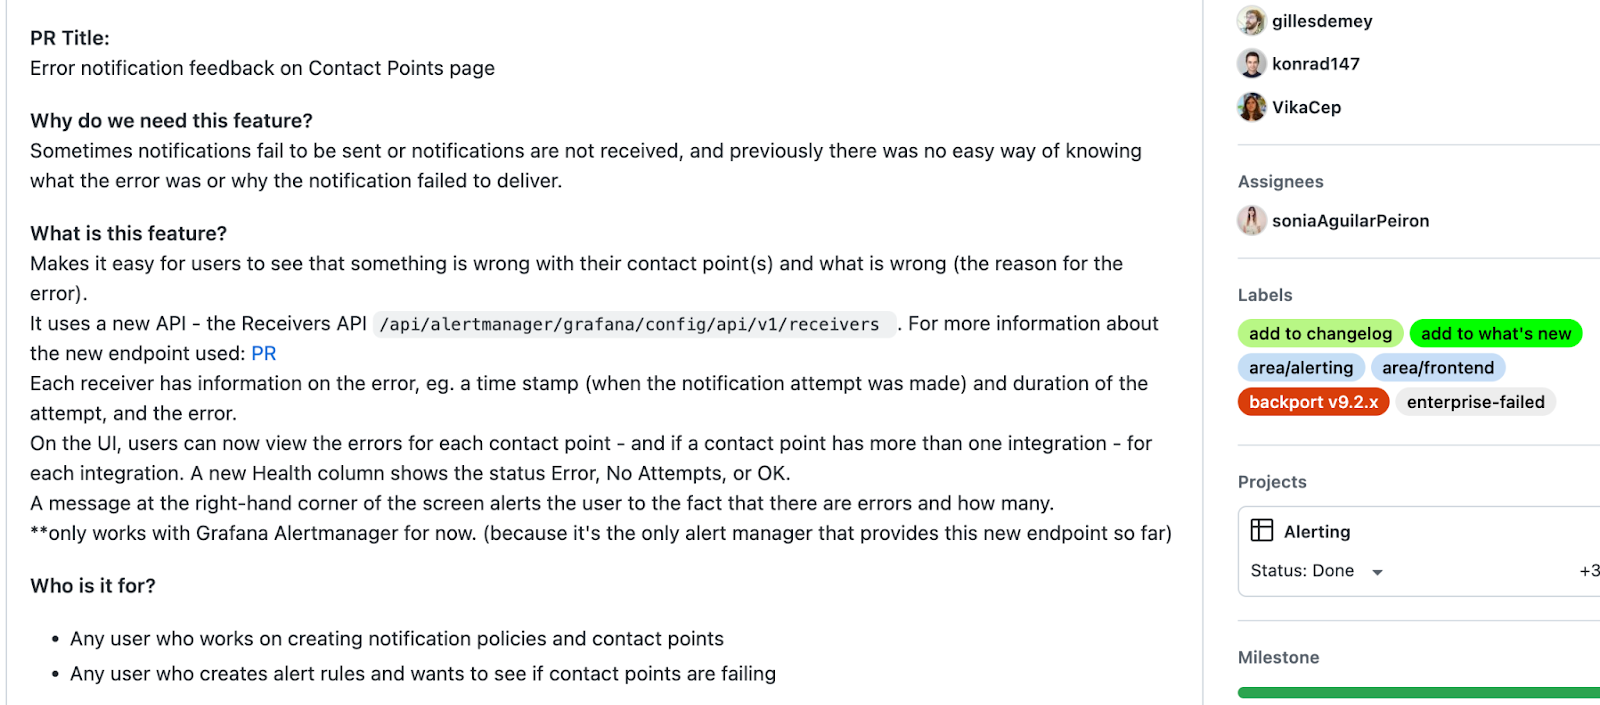 PR Title:
Error notification feedback on Contact Points page
Why do we need this feature?
Sometimes notifications fail to be sent or notifications are not received, and previously there was no easy way of knowing
what the error was or why the notification failed to deliver.
What is this feature?
Makes it easy for users to see that something is wrong with their contact point(s) and what is wrong (the reason for the
error).
It uses a new API - the Receivers API /api/alertmanager/grafana/config/api/v1/receivers . For more information about
the new endpoint used: PR
Each receiver has information on the error, eg. a time stamp (when the notification attempt was made) and duration of the
attempt, and the error.
On the UI, users can now view the errors for each contact point - and if a contact point has more than one integration - for
each integration. A new Health column shows the status Error, No Attempts, or OK.
A message at the right-hand corner of the screen alerts the user to the fact that there are errors and how many.
**only works with Grafana Alertmanager for now. (because it's the only alert manager that provides this new endpoint so far)
Who is it for?
• Any user who works on creating notification policies and contact points
• Any user who creates alert rules and wants to see if contact points are failing
gillesdemey
konrad147
VikaCep
Assignees
soniaAguilarPeiron
Labels
add to changelog add to what's new
area/alerting area/frontend
backport v9.2.x enterprise-failed
Projects
Alerting
Status: Done +3
Milestone